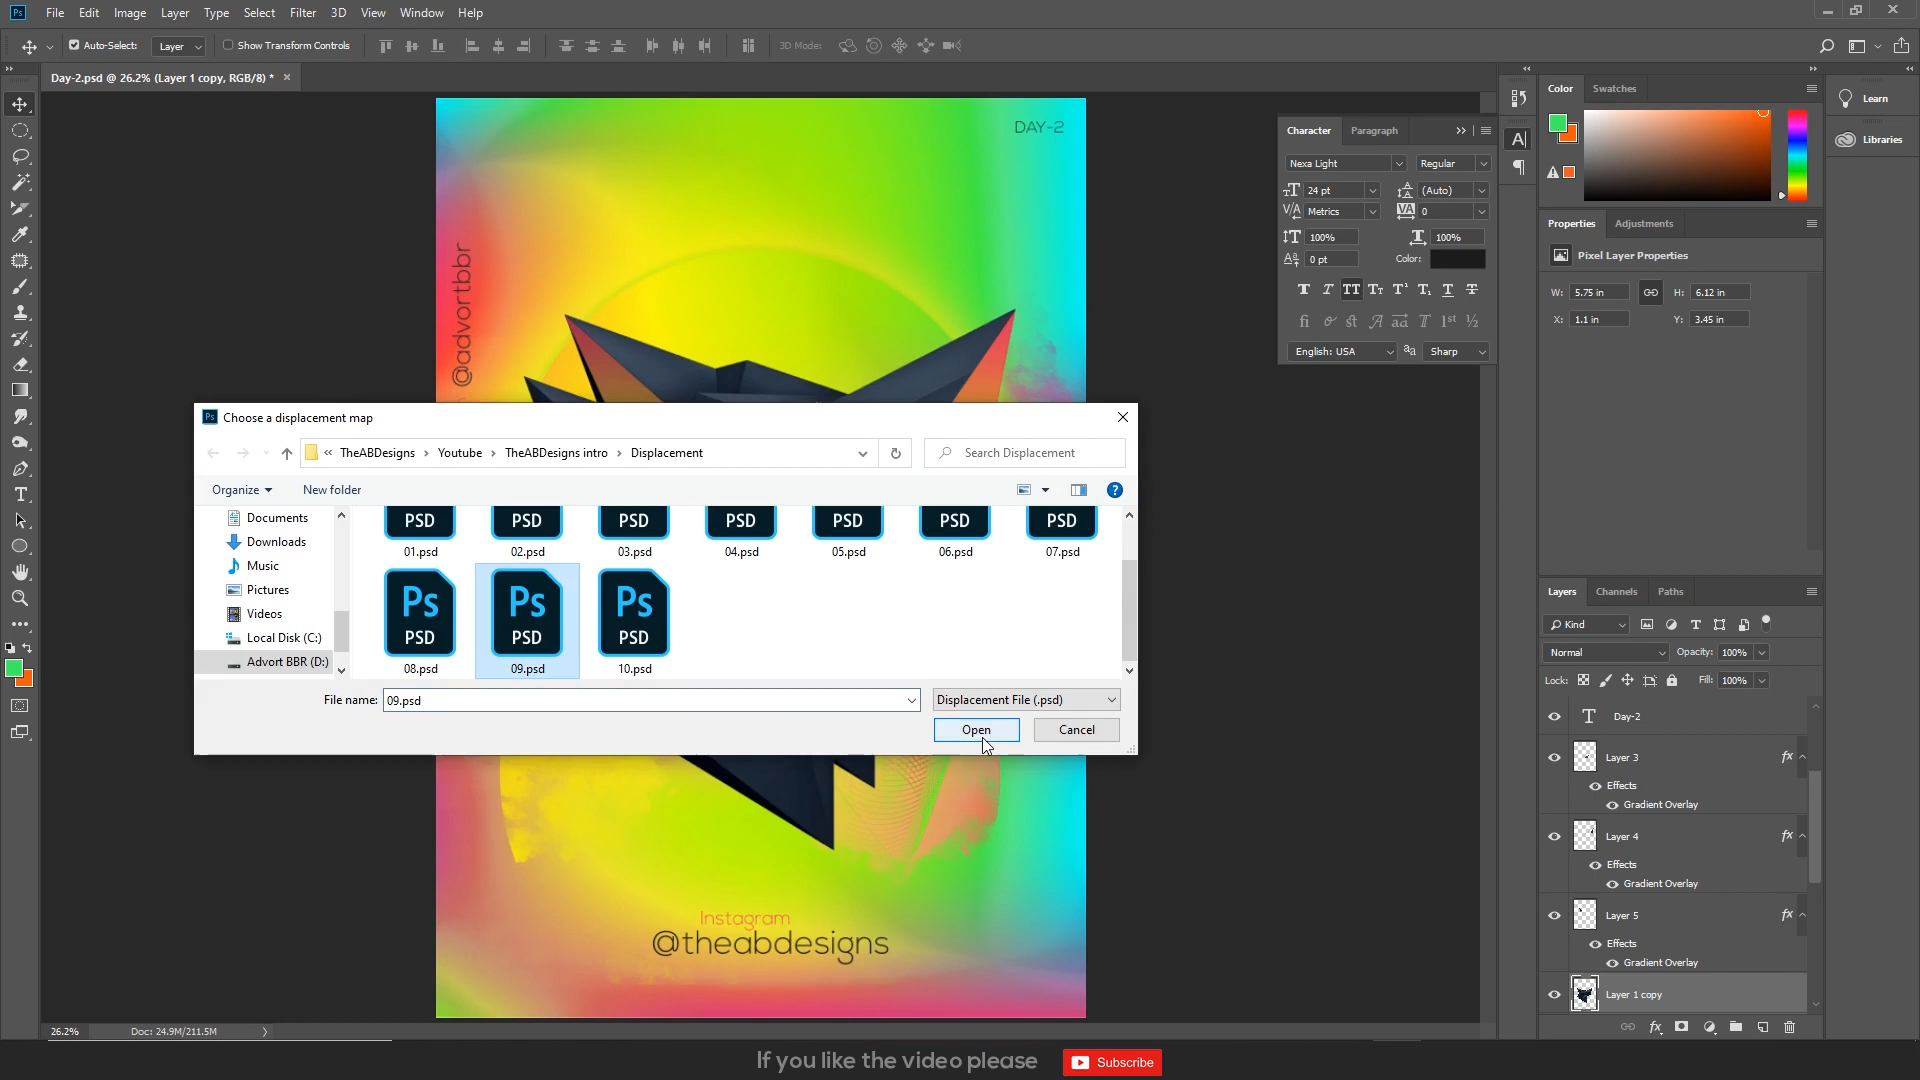 Ps File Edit Image Layer Type Select Filter 3D View Window Help
Auto-Select: Layer Show Transform Controls 3D Mode:
Day-2.psd @ 26.2% (Layer 1 copy, RGB/8) *
DAY-2
@advortbbr
Character Paragraph
Nexa Light Regular
24 pt (Auto)
Metrics 0
100% 100%
0 pt Color:
English: USA Sharp
Color Swatches
Learn
Libraries
Properties Adjustments
Pixel Layer Properties
W: 5.75 in H: 6.12 in
X: 1.1 in Y: 3.45 in
Choose a displacement map
TheABDesigns Youtube TheABDesigns intro Displacement
Search Displacement
Organize New folder
Documents
Downloads
Music
Pictures
Videos
Local Disk (C:)
Advort BBR (D:)
PSD PSD PSD PSD PSD PSD PSD
01.psd 02.psd 03.psd 04.psd 05.psd 06.psd 07.psd
Ps Ps Ps
PSD PSD PSD
08.psd 09.psd 10.psd
File name: 09.psd Displacement File (.psd)
Open Cancel
Instagram
@theabdesigns
Layers Channels Paths
Kind
Normal Opacity: 100%
Lock: Fill: 100%
Day-2
Layer 3 fx
Effects
Gradient Overlay
Layer 4 fx
Effects
Gradient Overlay
Layer 5 fx
Effects
Gradient Overlay
Layer 1 copy
26.2% Doc: 24.9M/211.5M
If you like the video please Subscribe